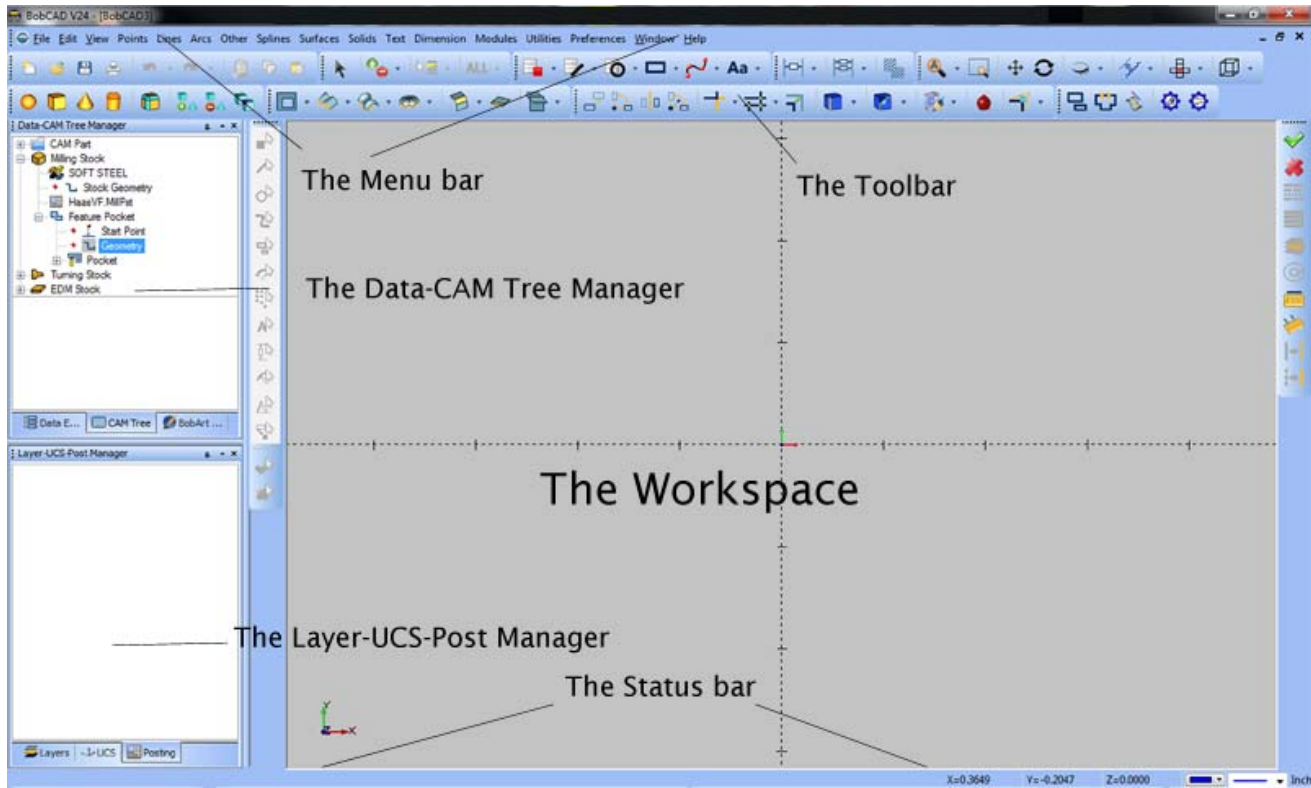 BobCAD V24 - [BobCAD3]
File Edit View Points Lines Arcs Other Splines Surfaces Solids Text Dimension Modules Utilities Preferences Window Help
ALL
Aa
Data-CAM Tree Manager
CAM Part
Milling Stock
SOFT STEEL
Stock Geometry
HaasVF.MillPst
Feature Pocket
Start Point
Geometry
Pocket
Turning Stock
EDM Stock
Data E... CAM Tree BobArt ...
The Menu bar
The Toolbar
The Data-CAM Tree Manager
The Workspace
Layer-UCS-Post Manager
The Layer-UCS-Post Manager
The Status bar
Y
Z X
Layers UCS Posting
X=0.3649 Y=-0.2047 Z=0.0000 Inch